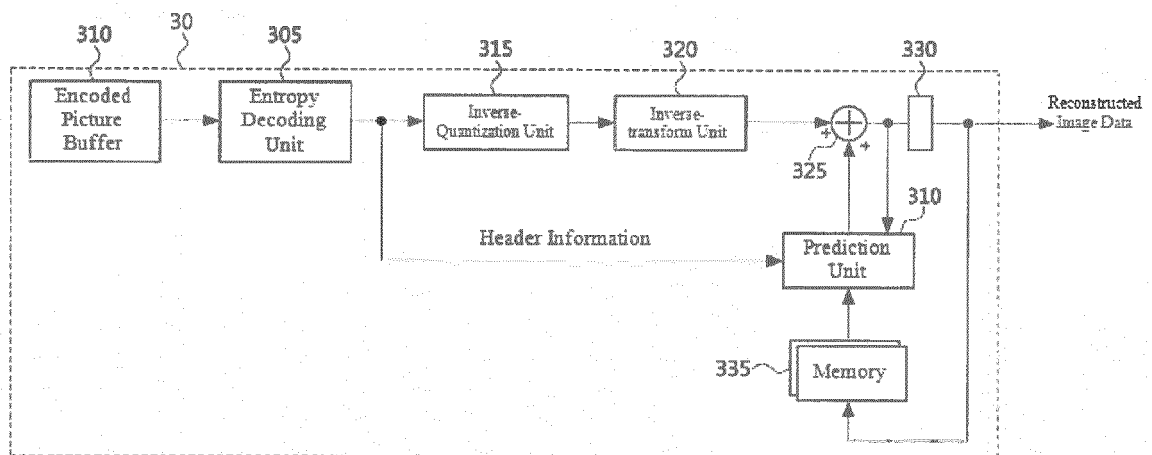 30
310
305
315
320
330
Encoded
Picture
Buffer
Entropy
Decoding
Unit
Inverse-
Quantization Unit
Inverse-
transform Unit
+
+
325
Reconstructed
Image Data
310
Header Information
Prediction
Unit
335
Memory